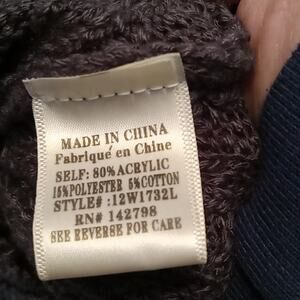 MADE IN CHINA
Fabriqué en Chine
SELF: 80% ACRYLIC
15%POLYESTER 5%COTTON
STYLE# : 12W1732L
RN# 142798
SEE REVERSE FOR CARE